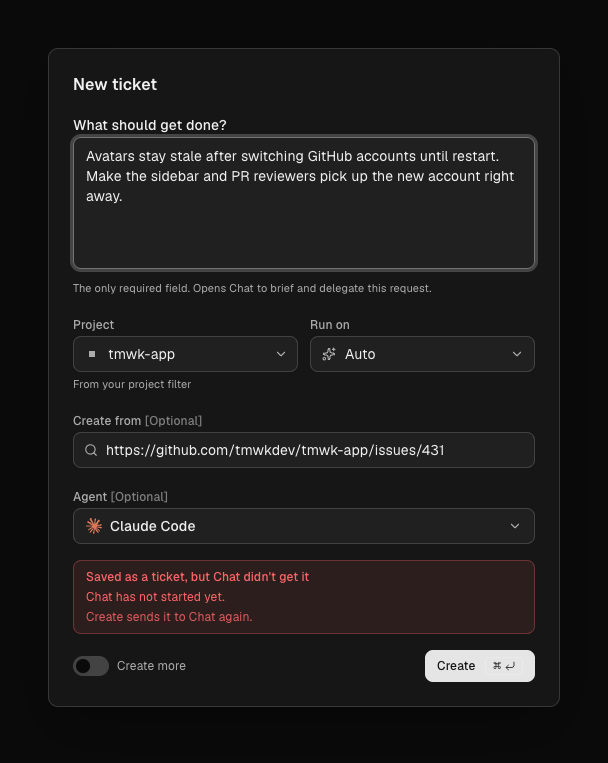 New ticket
What should get done?
Avatars stay stale after switching GitHub accounts until restart.
Make the sidebar and PR reviewers pick up the new account right
away.
The only required field. Opens Chat to brief and delegate this request.
Project
Run on
tmwk-app
Auto
From your project filter
Create from [Optional]
https://github.com/tmwkdev/tmwk-app/issues/431
Agent [Optional]
Claude Code
Saved as a ticket, but Chat didn't get it
Chat has not started yet.
Create sends it to Chat again.
Create more
Create ⌘ ↵